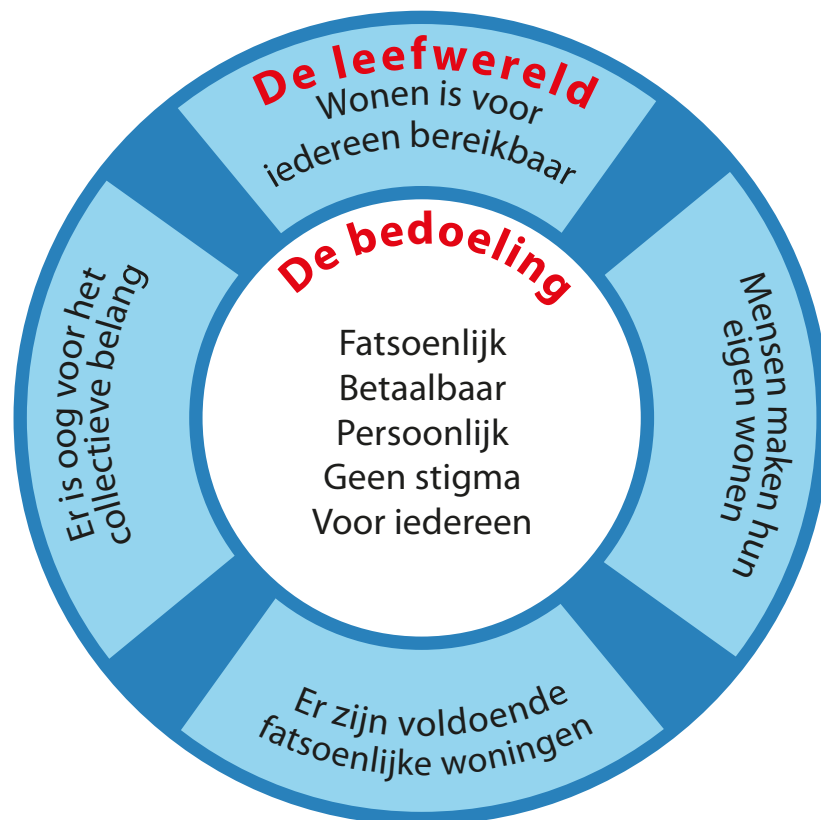 De leefwereld
Wonen is voor
iedereen bereikbaar
De bedoeling
Fatsoenlijk
Betaalbaar
Persoonlijk
Geen stigma
Voor iedereen
Mensen maken hun
eigen wonen
Er zijn voldoende
fatsoenlijke woningen
Er is oog voor het
collectieve belang